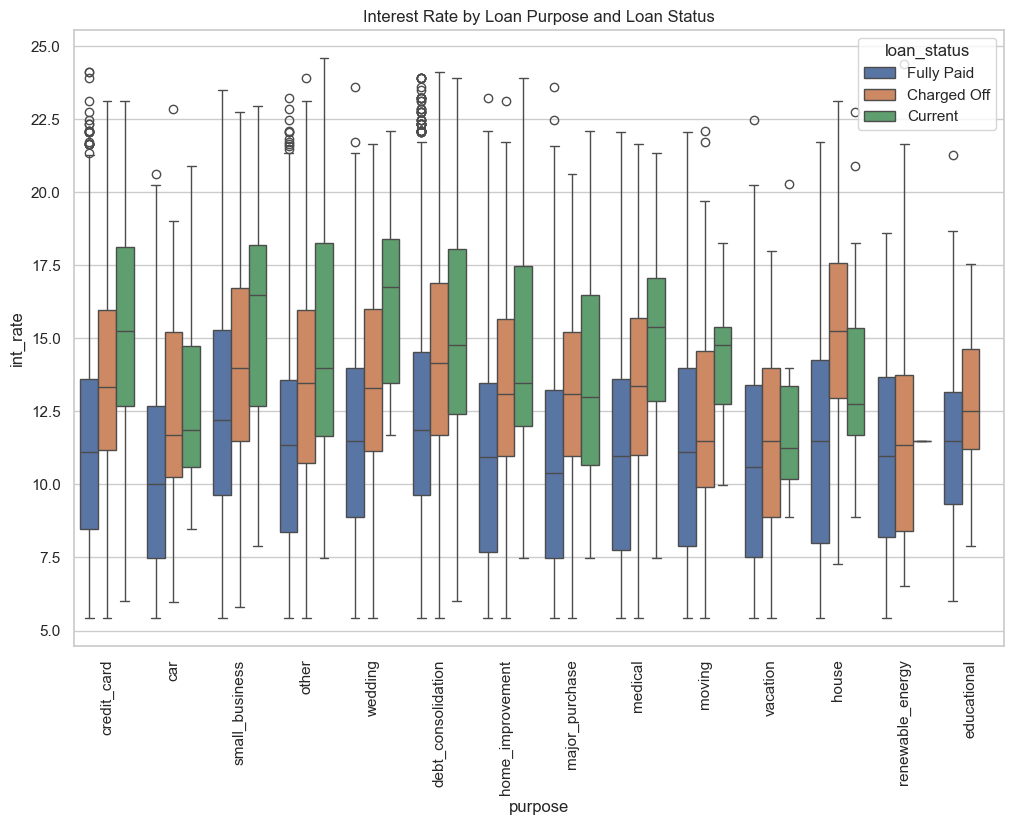 Interest Rate by Loan Purpose and Loan Status
loan_status
Fully Paid
Charged Off
Current
int_rate
25.0
22.5
20.0
17.5
15.0
12.5
10.0
7.5
5.0
credit_card
car
small_business
other
wedding
debt_consolidation
home_improvement
major_purchase
medical
moving
vacation
house
renewable_energy
educational
purpose